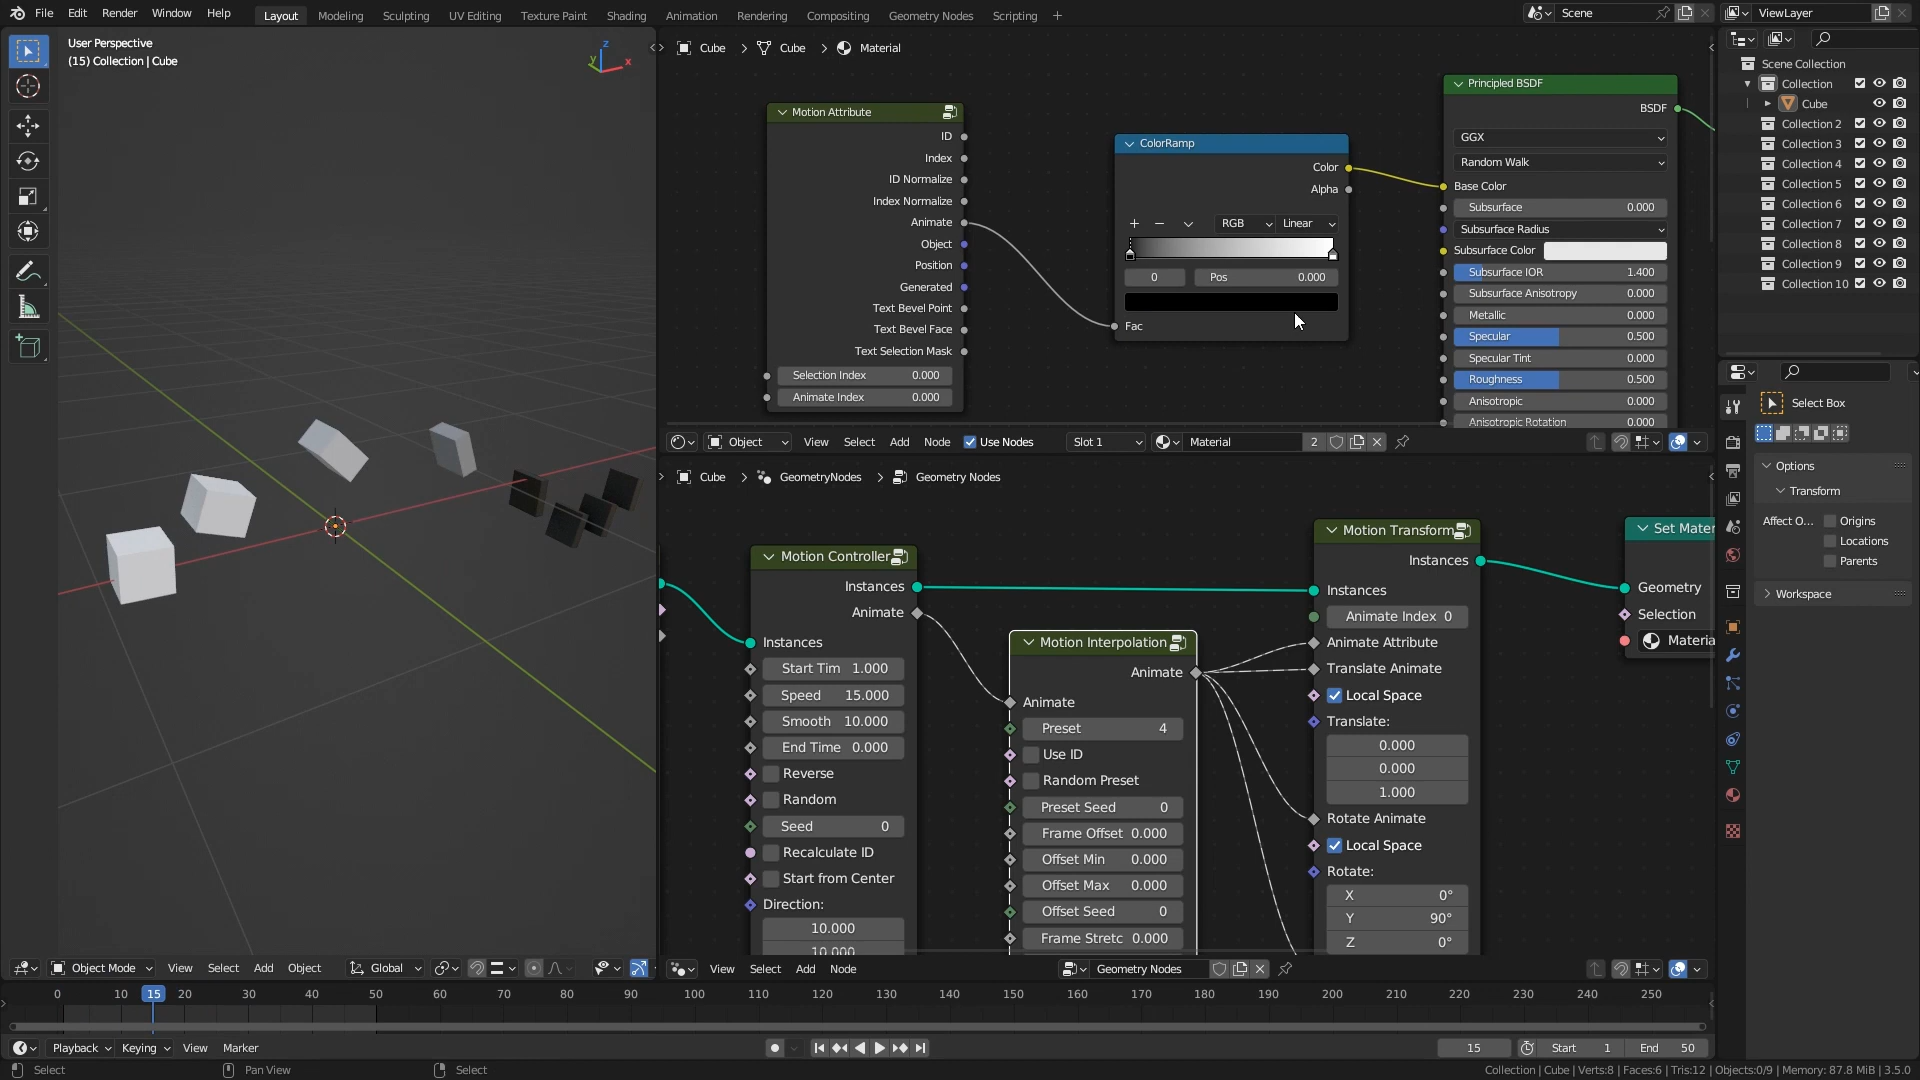 File Edit Render Window Help
Layout Modeling Sculpting UV Editing Texture Paint Shading Animation Rendering Compositing Geometry Nodes Scripting +
Scene
ViewLayer
User Perspective
(15) Collection | Cube
Z
Y
X
Cube > Cube > Material
Motion Attribute
ID
Index
ID Normalize
Index Normalize
Animate
Object
Position
Generated
Text Bevel Point
Text Bevel Face
Text Selection Mask
Selection Index 0.000
Animate Index 0.000
ColorRamp
Color
Alpha
+ − RGB Linear
0 Pos 0.000
Fac
Principled BSDF
BSDF
GGX
Random Walk
Base Color
Subsurface 0.000
Subsurface Radius
Subsurface Color
Subsurface IOR 1.400
Subsurface Anisotropy 0.000
Metallic 0.000
Specular 0.500
Specular Tint 0.000
Roughness 0.500
Anisotropic 0.000
Anisotropic Rotation 0.000
Object View Select Add Node Use Nodes Slot 1 Material 2
Cube > GeometryNodes > Geometry Nodes
Motion Controller
Instances
Animate
Instances
Start Tim 1.000
Speed 15.000
Smooth 10.000
End Time 0.000
Reverse
Random
Seed 0
Recalculate ID
Start from Center
Direction:
10.000
10.000
Motion Interpolation
Animate
Animate
Preset 4
Use ID
Random Preset
Preset Seed 0
Frame Offset 0.000
Offset Min 0.000
Offset Max 0.000
Offset Seed 0
Frame Stretc 0.000
Motion Transform
Instances
Instances
Animate Index 0
Animate Attribute
Translate Animate
Local Space
Translate:
0.000
0.000
1.000
Rotate Animate
Local Space
Rotate:
X 0°
Y 90°
Z 0°
Set Mater
Geometry
Selection
Materia
Scene Collection
Collection
Cube
Collection 2
Collection 3
Collection 4
Collection 5
Collection 6
Collection 7
Collection 8
Collection 9
Collection 10
Select Box
Options
Transform
Affect O... Origins
Locations
Parents
Workspace
Object Mode View Select Add Object Global
View Select Add Node Geometry Nodes
0 10 15 20 30 40 50 60 70 80 90 100 110 120 130 140 150 160 170 180 190 200 210 220 230 240 250
Playback Keying View Marker
15 Start 1 End 50
Select Pan View Select
Collection | Cube | Verts:8 | Faces:6 | Tris:12 | Objects:0/9 | Memory: 87.8 MiB | 3.5.0